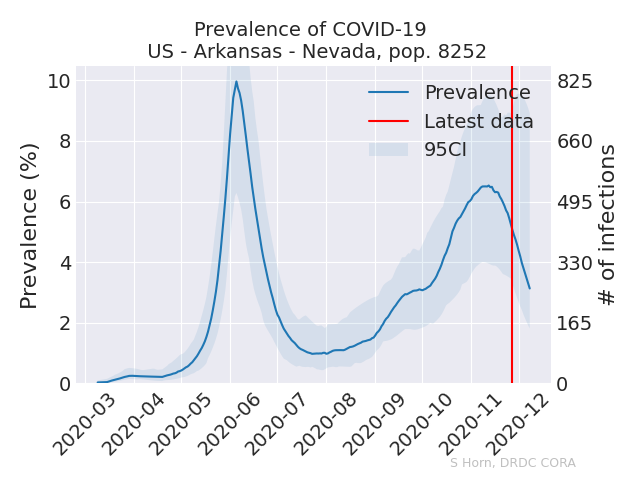 Prevalence of COVID-19
US - Arkansas - Nevada, pop. 8252
Prevalence (%)
10
8
6
4
2
0
Prevalence
Latest data
95CI
825
660
495
330
165
0
# of infections
2020-03
2020-04
2020-05
2020-06
2020-07
2020-08
2020-09
2020-10
2020-11
2020-12
S Horn, DRDC CORA